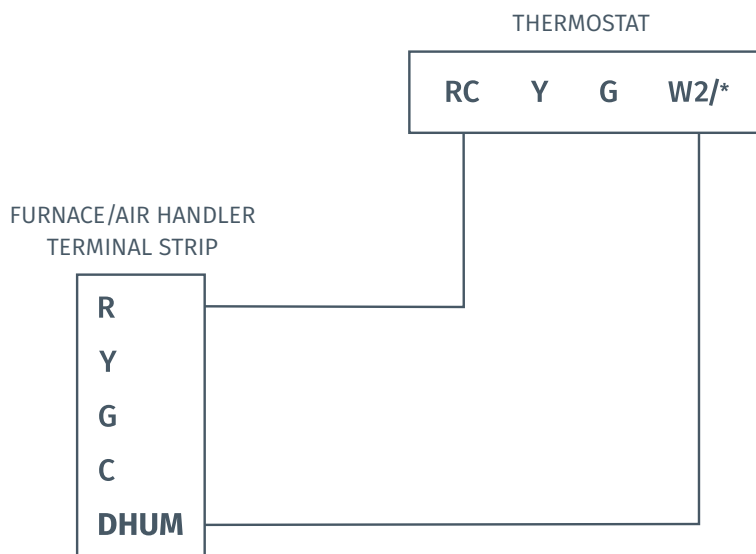 THERMOSTAT
RC Y G W2/*
FURNACE/AIR HANDLER
TERMINAL STRIP
R
Y
G
C
DHUM